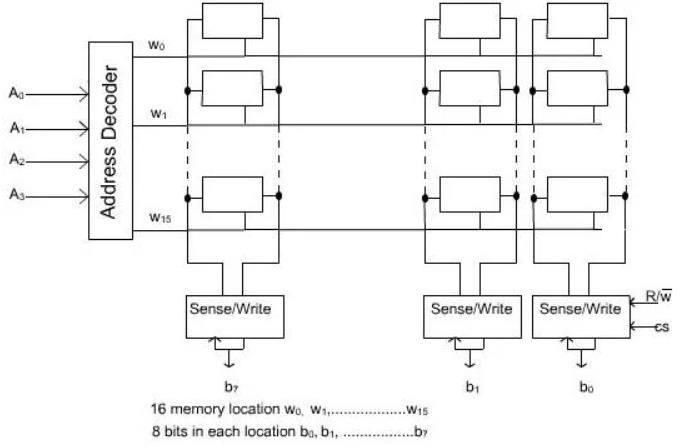 W₀
A₀
W₁
A₁
A₂
A₃
Address Decoder
W₁₅
R/w̅
Sense/Write
Sense/Write
Sense/Write
cs
b₇
b₁
b₀
16 memory location w₀, w₁,...................w₁₅
8 bits in each location b₀, b₁, ..................b₇